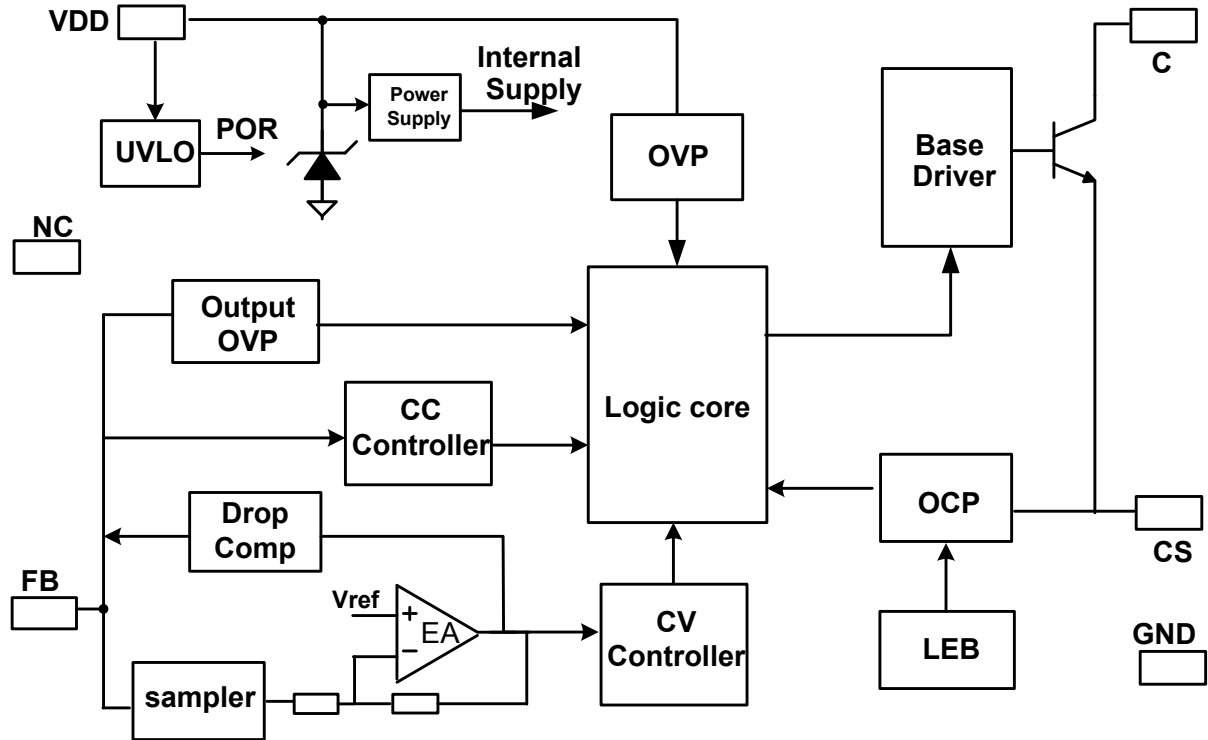 VDD
C
Internal
Supply
Power
Supply
POR
UVLO
OVP
Base
Driver
NC
Output
OVP
CC
Controller
Logic core
Drop
Comp
OCP
CS
FB
Vref
+
EA
−
CV
Controller
LEB
GND
sampler